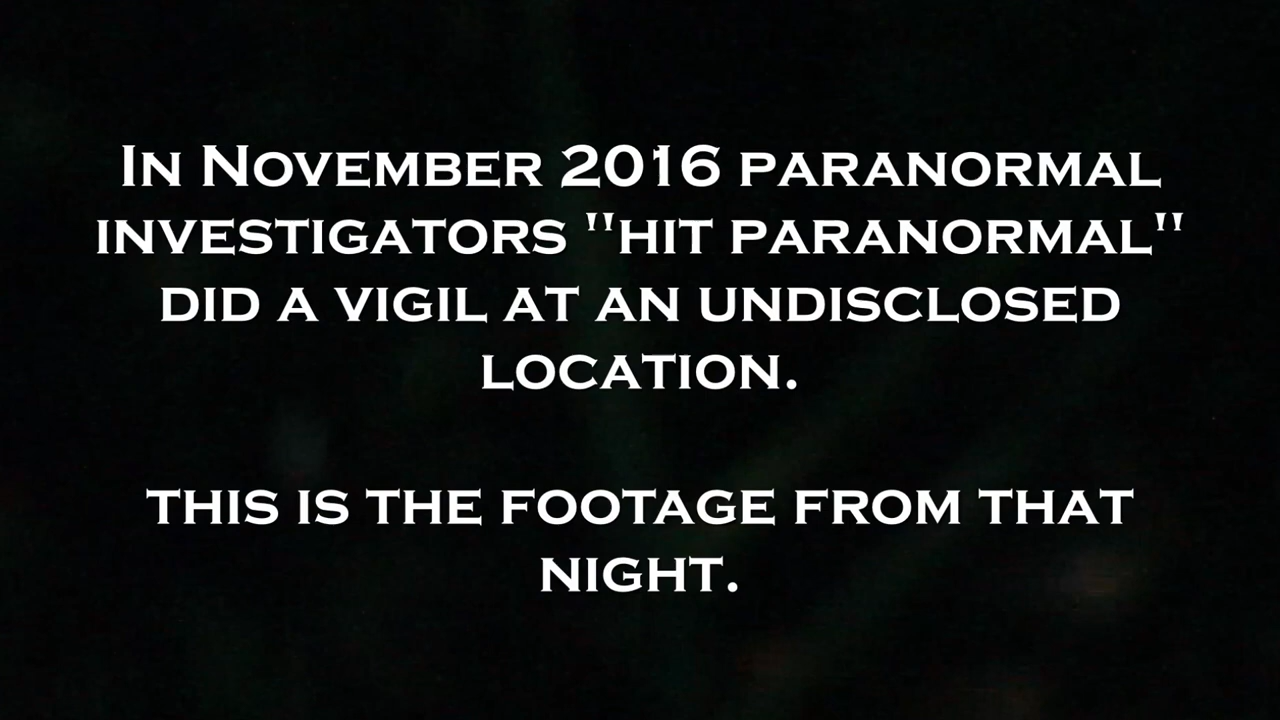 In November 2016 paranormal
investigators "hit paranormal"
did a vigil at an undisclosed
location.
this is the footage from that
night.